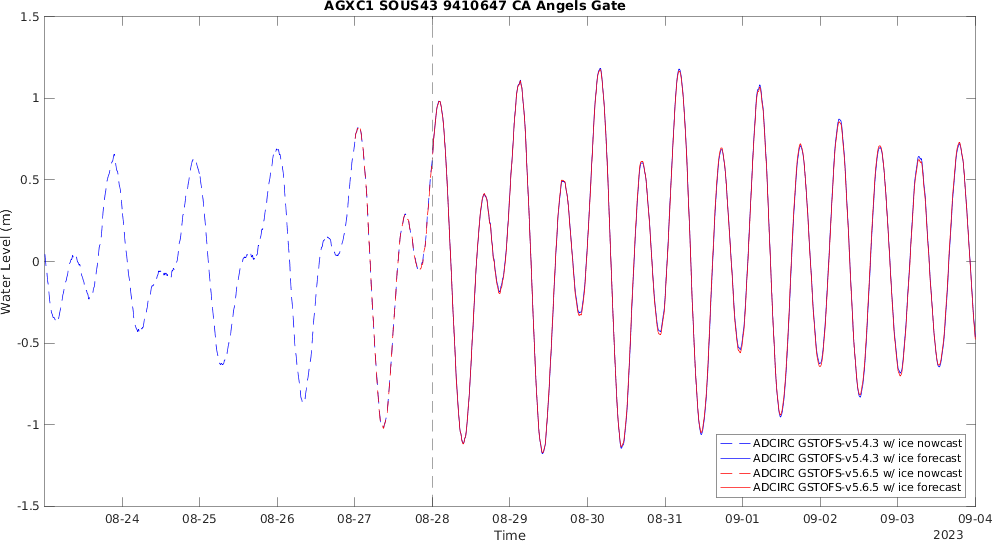 AGXC1 SOUS43 9410647 CA Angels Gate
1.5
1
0.5
0
-0.5
-1
-1.5
Water Level (m)
ADCIRC GSTOFS-v5.4.3 w/ ice nowcast
ADCIRC GSTOFS-v5.4.3 w/ ice forecast
ADCIRC GSTOFS-v5.6.5 w/ ice nowcast
ADCIRC GSTOFS-v5.6.5 w/ ice forecast
08-24 08-25 08-26 08-27 08-28 08-29 08-30 08-31 09-01 09-02 09-03 09-04
Time
2023